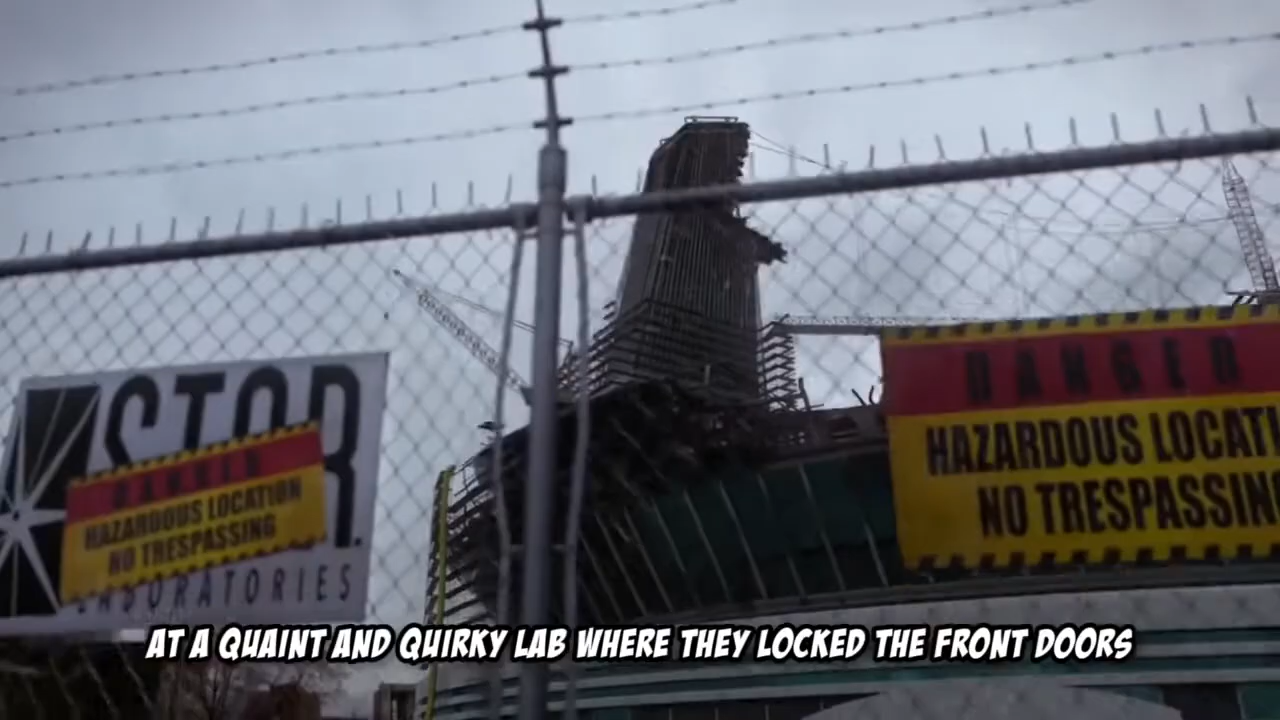 STAR
DANGER
HAZARDOUS LOCATION
NO TRESPASSING
LABORATORIES
DANGER
HAZARDOUS LOCATI
NO TRESPASSING
AT A QUAINT AND QUIRKY LAB WHERE THEY LOCKED THE FRONT DOORS